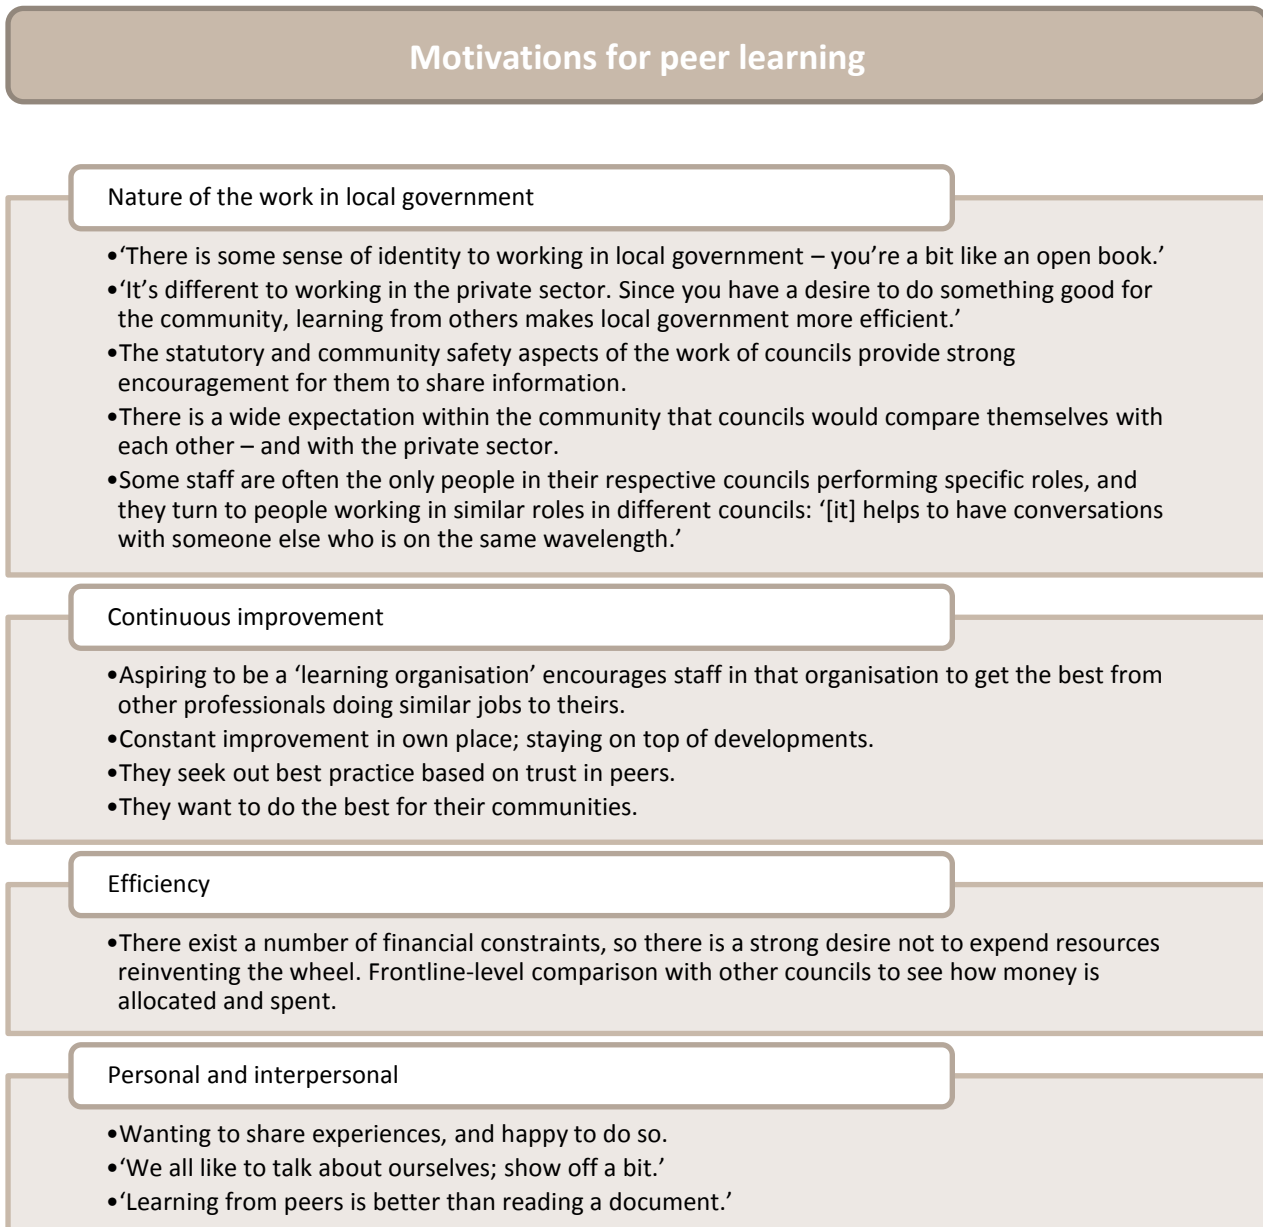 Motivations for peer learning
Nature of the work in local government
•‘There is some sense of identity to working in local government – you’re a bit like an open book.’
•‘It’s different to working in the private sector. Since you have a desire to do something good for
the community, learning from others makes local government more efficient.’
•The statutory and community safety aspects of the work of councils provide strong
encouragement for them to share information.
•There is a wide expectation within the community that councils would compare themselves with
each other – and with the private sector.
•Some staff are often the only people in their respective councils performing specific roles, and
they turn to people working in similar roles in different councils: ‘[it] helps to have conversations
with someone else who is on the same wavelength.’
Continuous improvement
•Aspiring to be a ‘learning organisation’ encourages staff in that organisation to get the best from
other professionals doing similar jobs to theirs.
•Constant improvement in own place; staying on top of developments.
•They seek out best practice based on trust in peers.
•They want to do the best for their communities.
Efficiency
•There exist a number of financial constraints, so there is a strong desire not to expend resources
reinventing the wheel. Frontline-level comparison with other councils to see how money is
allocated and spent.
Personal and interpersonal
•Wanting to share experiences, and happy to do so.
•‘We all like to talk about ourselves; show off a bit.’
•‘Learning from peers is better than reading a document.’